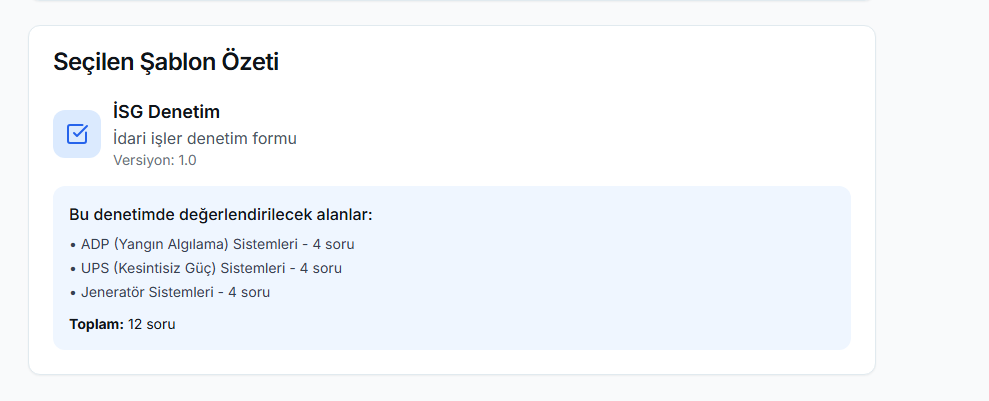 Seçilen Şablon Özeti
İSG Denetim
İdari işler denetim formu
Versiyon: 1.0
Bu denetimde değerlendirilecek alanlar:
• ADP (Yangın Algılama) Sistemleri - 4 soru
• UPS (Kesintisiz Güç) Sistemleri - 4 soru
• Jeneratör Sistemleri - 4 soru
Toplam: 12 soru